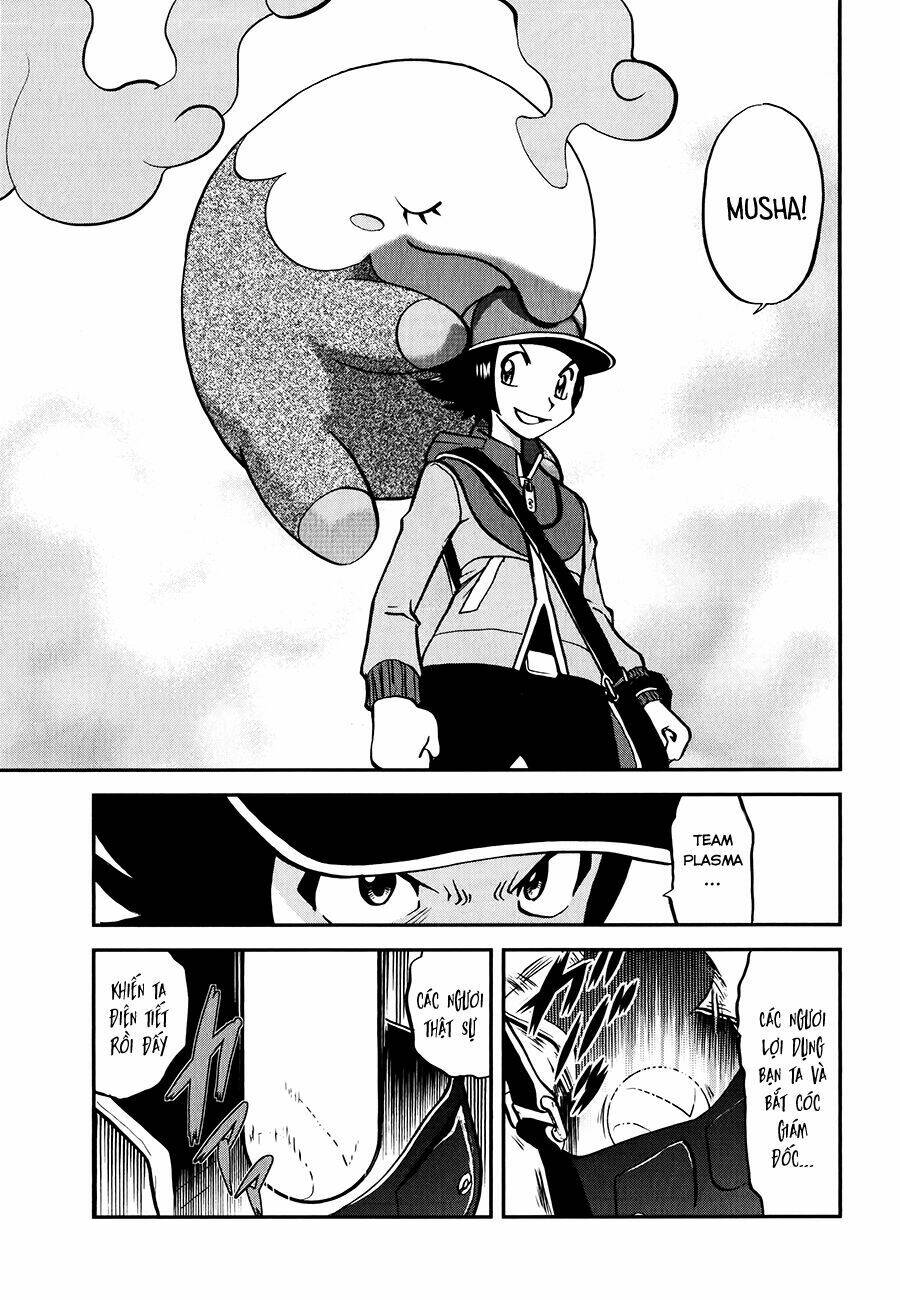 MUSHA!
TEAM
PLASMA
...
CÁC NGƯƠI
LỢI DỤNG
BẠN TA VÀ
BẮT CÓC
GIÁM
ĐỐC...
CÁC NGƯƠI
THẬT SỰ
KHIẾN TA
ĐIÊN TIẾT
RỒI ĐẤY